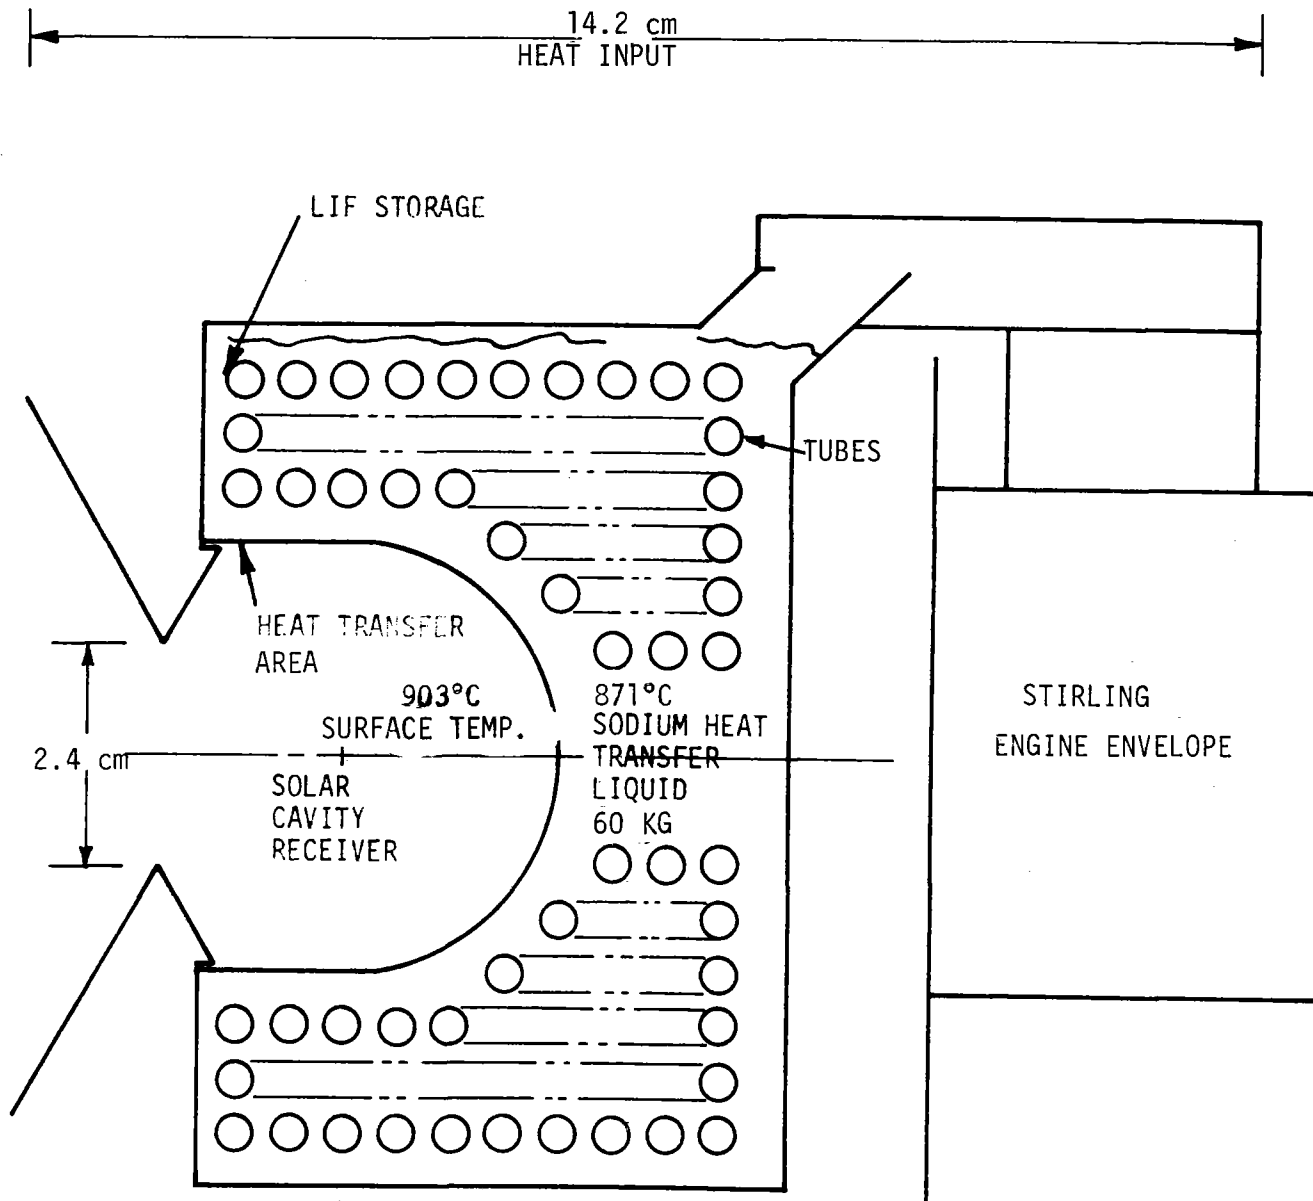 14.2 cm
HEAT INPUT
LIF STORAGE
TUBES
HEAT TRANSFER
AREA
903°C
SURFACE TEMP.
871°C
SODIUM HEAT
TRANSFER
LIQUID
60 KG
STIRLING
ENGINE ENVELOPE
2.4 cm
SOLAR
CAVITY
RECEIVER